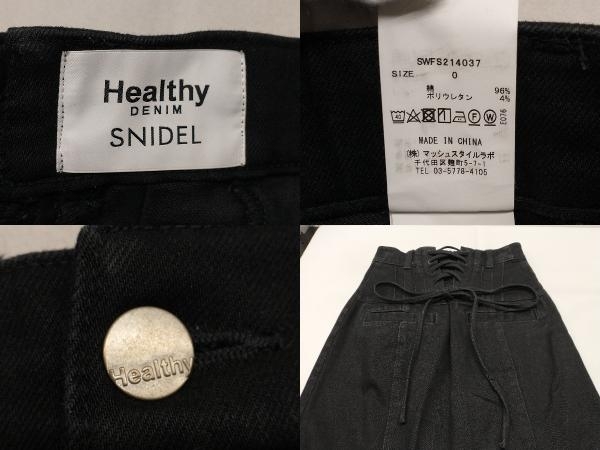 Healthy
DENIM
SNIDEL
SWFS214037
SIZE 0
綿 96%
ポリウレタン 4%
40
E076
MADE IN CHINA
(株) マッシュスタイルラボ
千代田区麹町5-7-1
TEL 03-5778-4105
Healthy